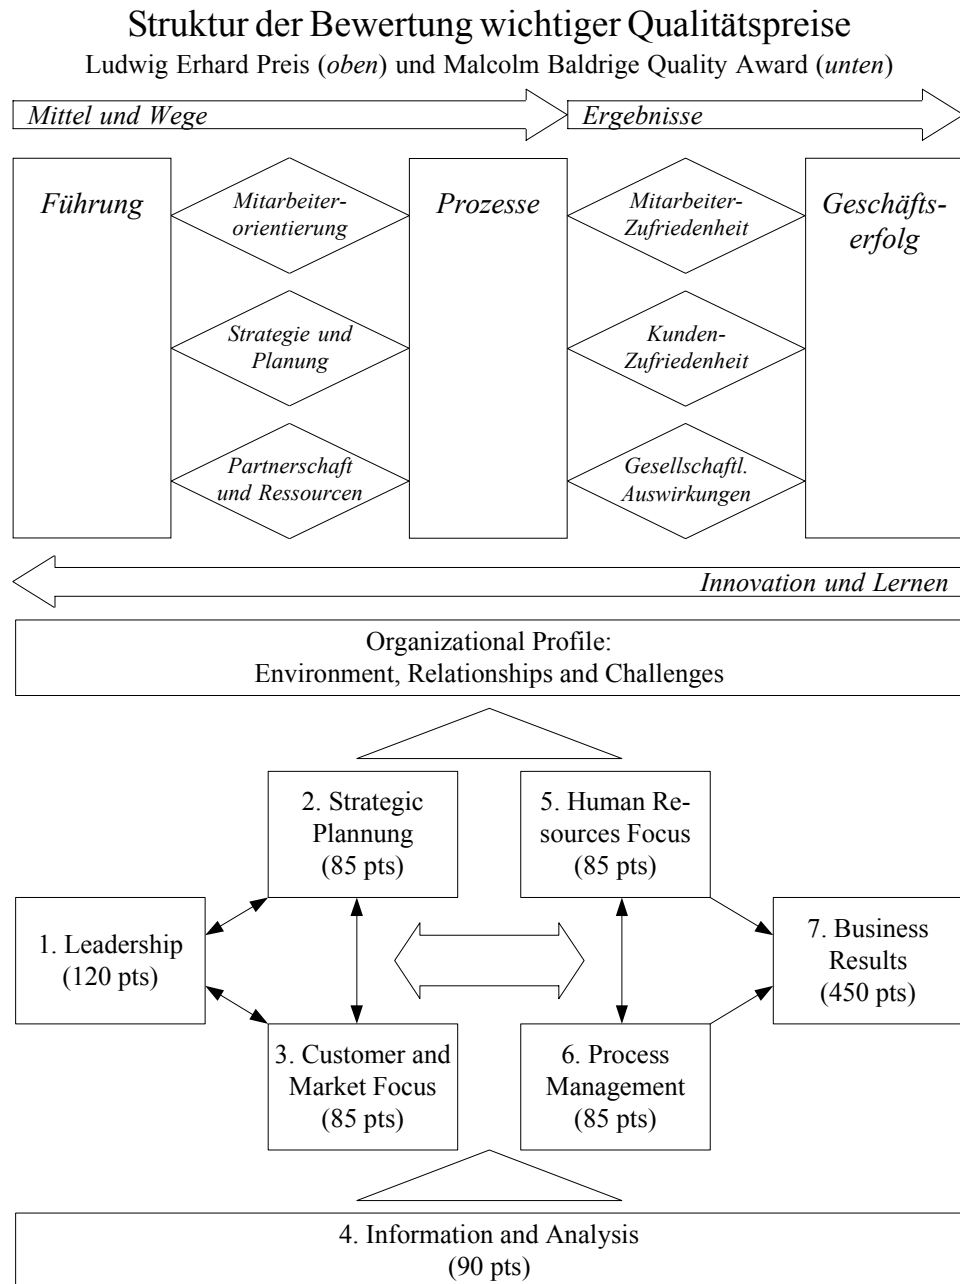 Struktur der Bewertung wichtiger Qualitätspreise
Ludwig Erhard Preis (oben) und Malcolm Baldrige Quality Award (unten)
Mittel und Wege
Ergebnisse
Führung
Mitarbeiter-
orientierung
Prozesse
Mitarbeiter-
Zufriedenheit
Geschäfts-
erfolg
Strategie und
Planung
Kunden-
Zufriedenheit
Partnerschaft
und Ressourcen
Gesellschaftl.
Auswirkungen
Innovation und Lernen
Organizational Profile:
Environment, Relationships and Challenges
2. Strategic
Plannung
(85 pts)
5. Human Re-
sources Focus
(85 pts)
1. Leadership
(120 pts)
7. Business
Results
(450 pts)
3. Customer and
Market Focus
(85 pts)
6. Process
Management
(85 pts)
4. Information and Analysis
(90 pts)